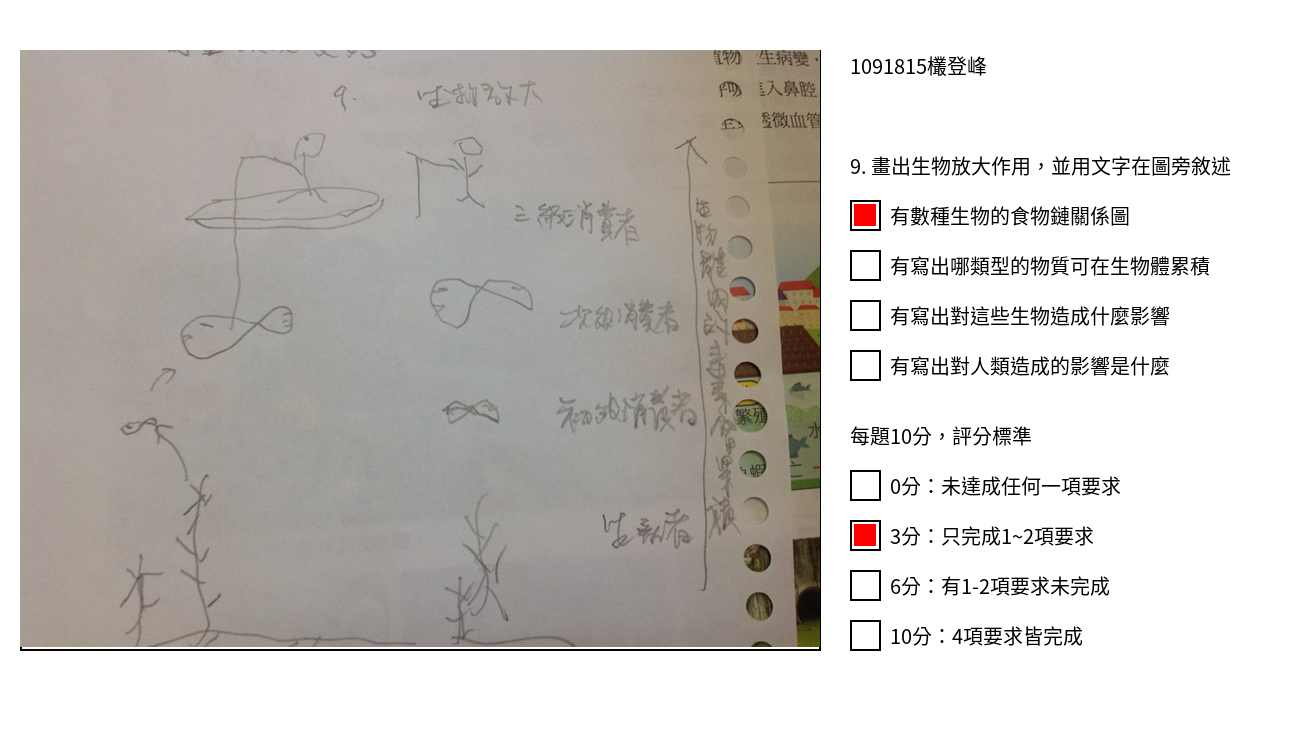 9. 生物放大
三級消費者
次級消費者
初級消費者
生產者
生物體內的毒素會累積
生病變，
進入鼻腔
透微血管
繁殖
水
蝦
1091815欉登峰
9. 畫出生物放大作用，並用文字在圖旁敘述
有數種生物的食物鏈關係圖
有寫出哪類型的物質可在生物體累積
有寫出對這些生物造成什麼影響
有寫出對人類造成的影響是什麼
每題10分，評分標準
0分：未達成任何一項要求
3分：只完成1~2項要求
6分：有1-2項要求未完成
10分：4項要求皆完成